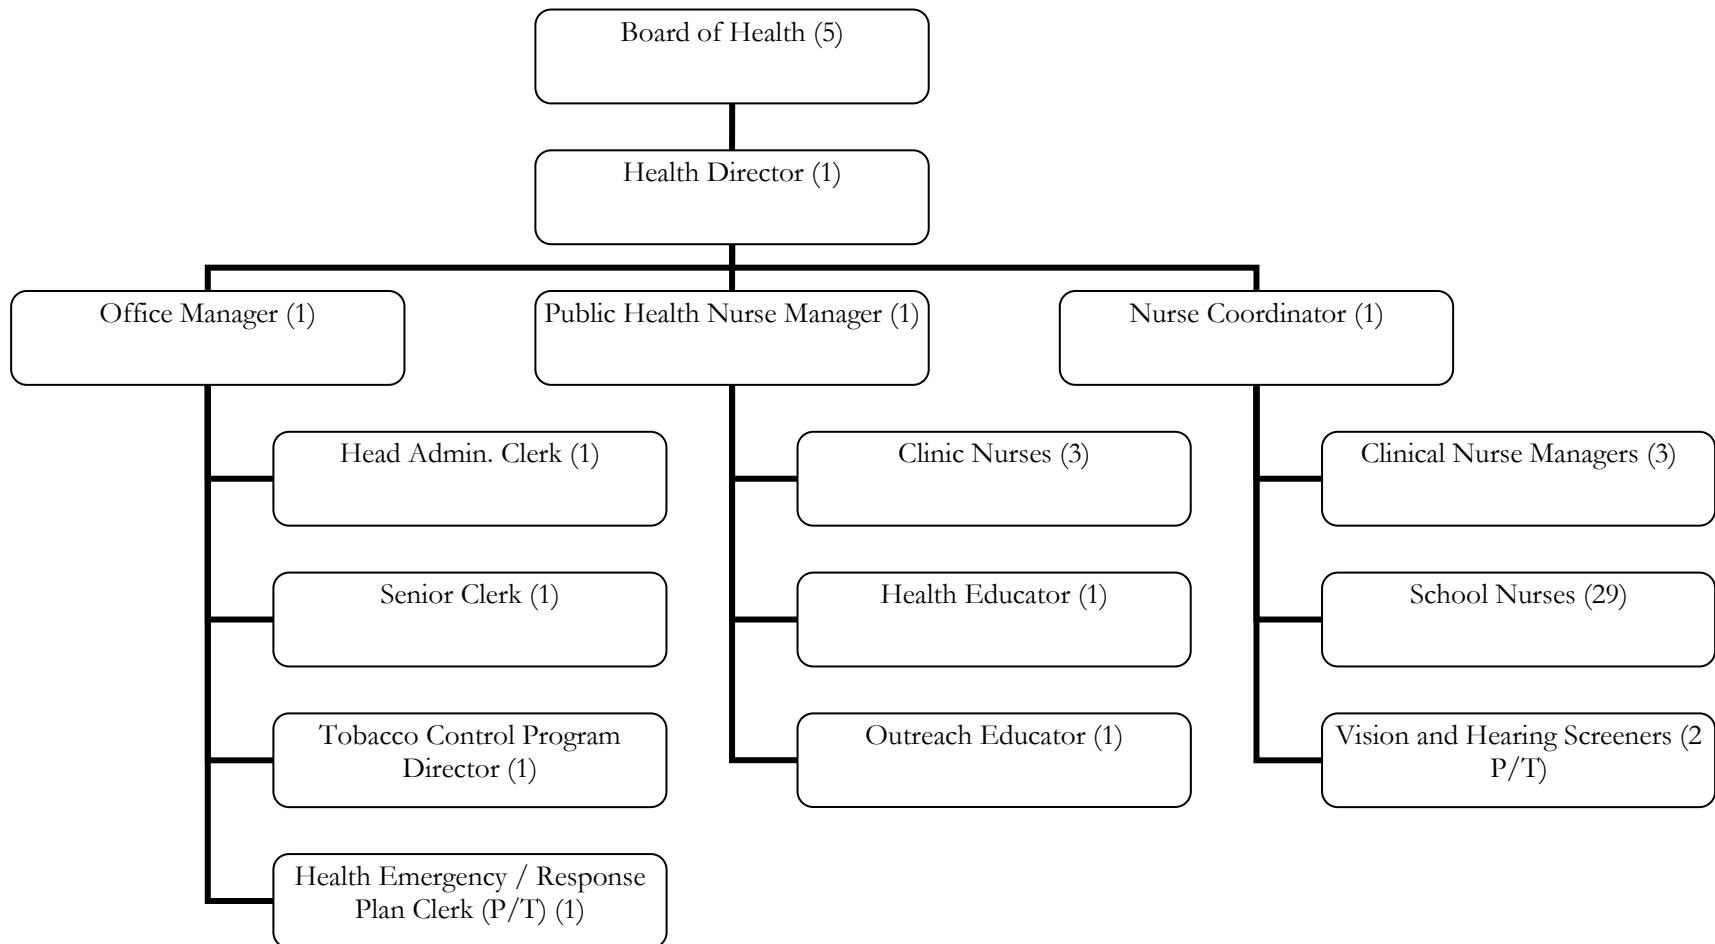 Board of Health (5)
Health Director (1)
Office Manager (1)
Public Health Nurse Manager (1)
Nurse Coordinator (1)
Head Admin. Clerk (1)
Clinic Nurses (3)
Clinical Nurse Managers (3)
Senior Clerk (1)
Health Educator (1)
School Nurses (29)
Tobacco Control Program
Director (1)
Outreach Educator (1)
Vision and Hearing Screeners (2
P/T)
Health Emergency / Response
Plan Clerk (P/T) (1)